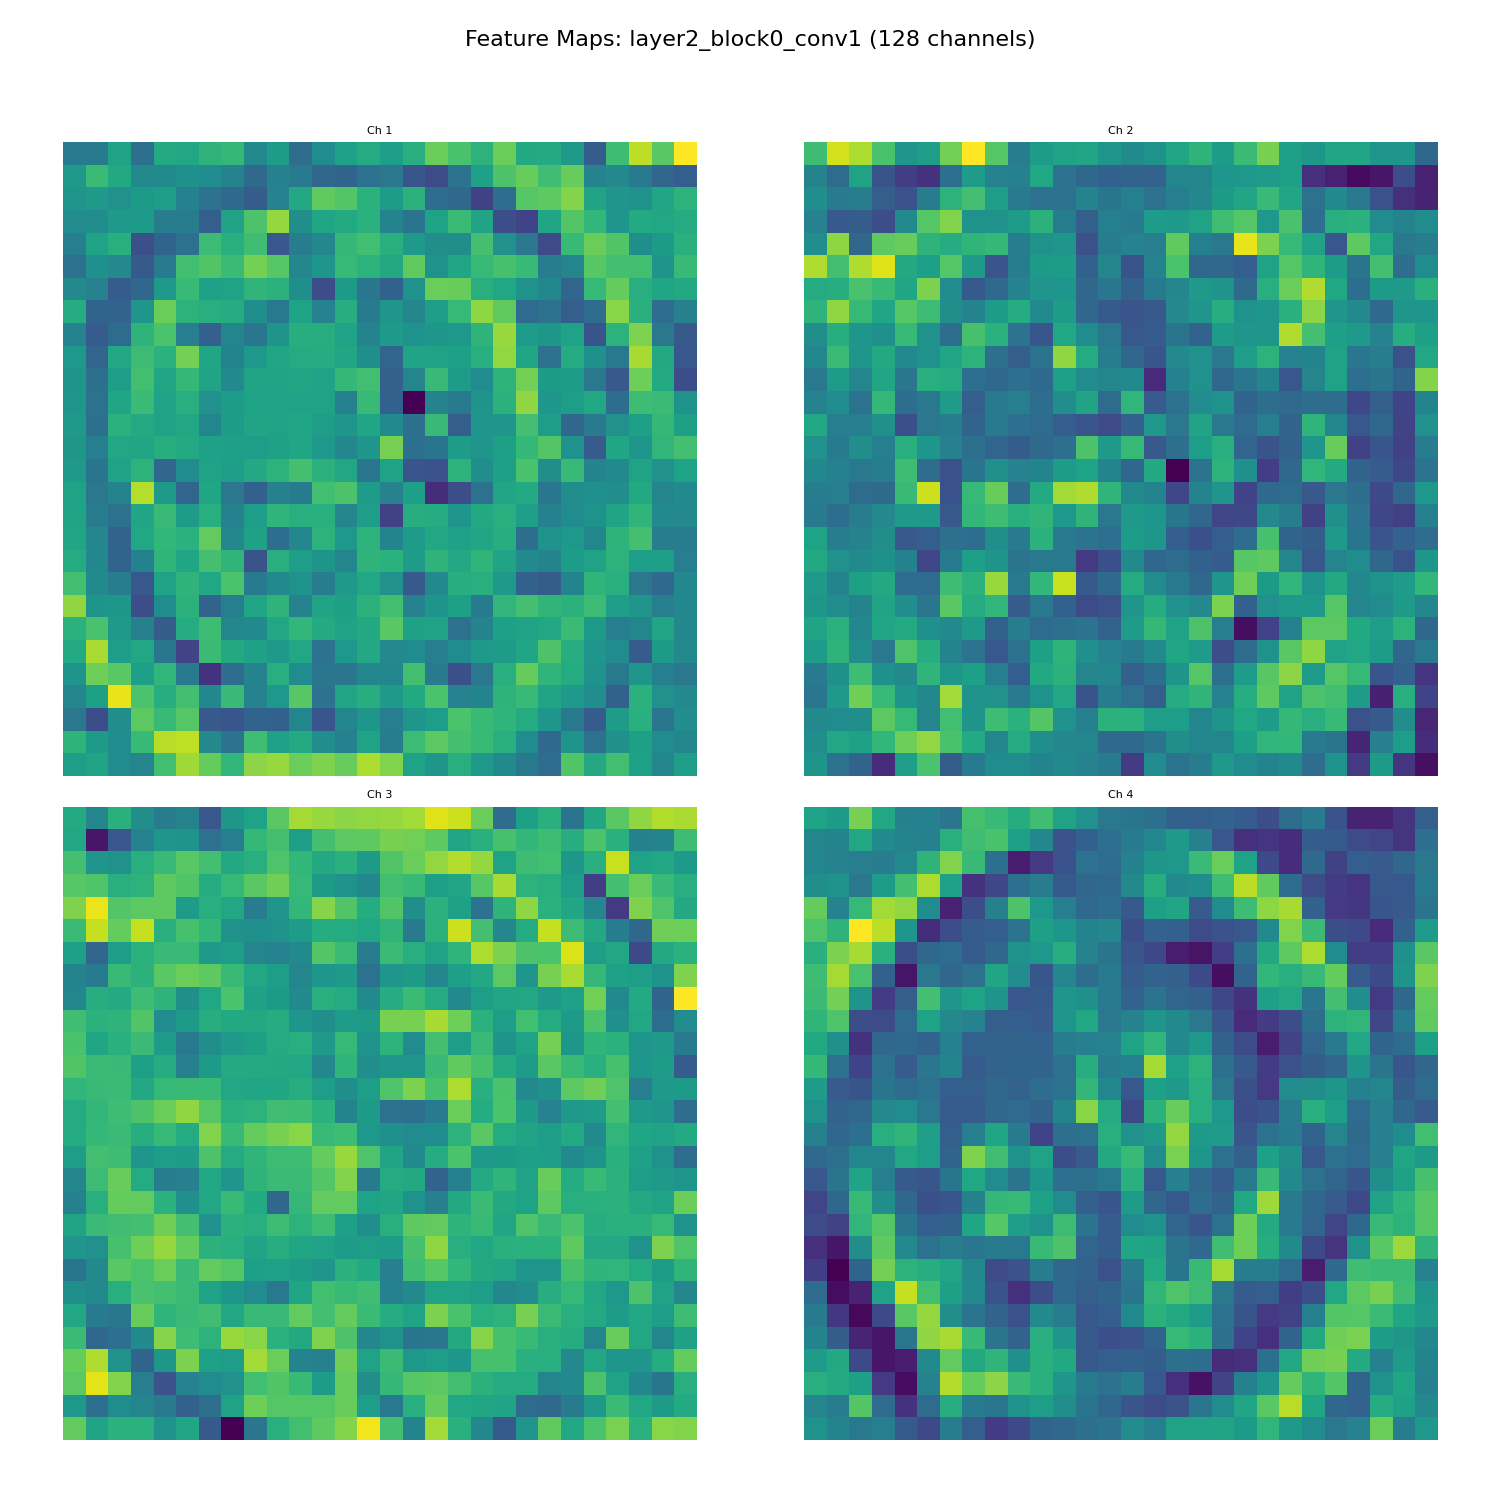 Feature Maps: layer2_block0_conv1 (128 channels)
Ch 1
Ch 2
Ch 3
Ch 4